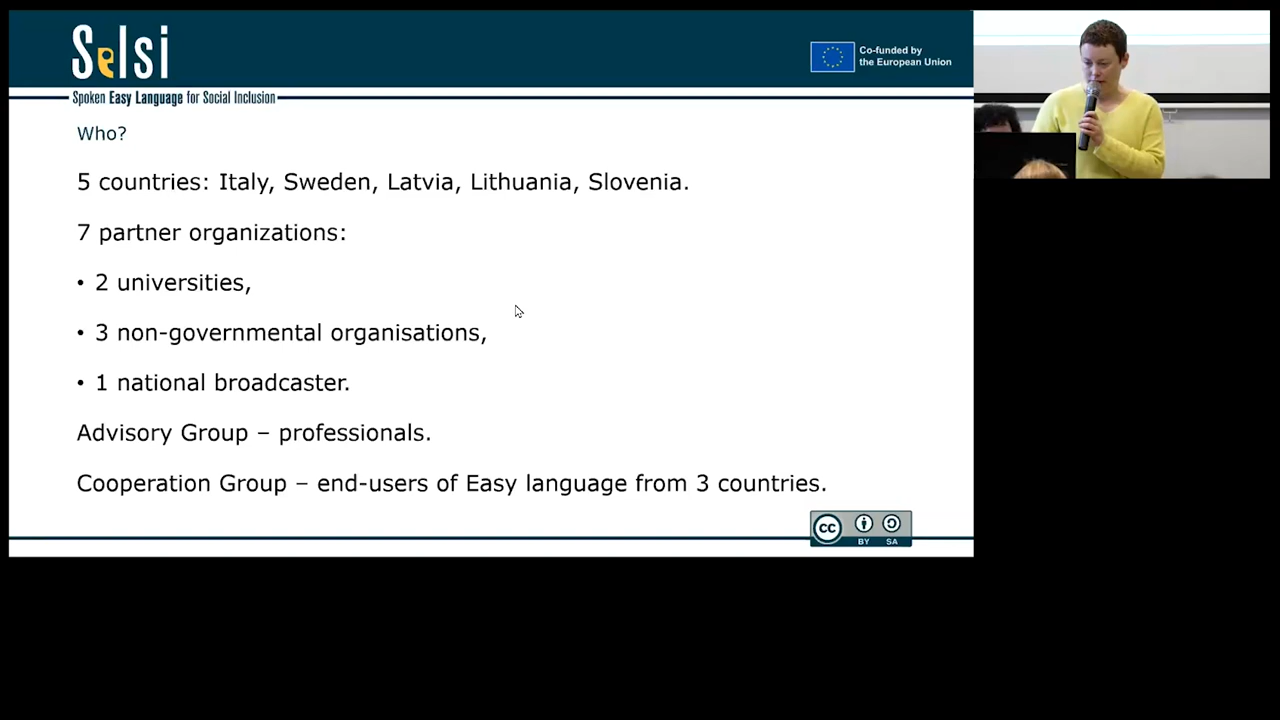 Selsi
Co-funded by
the European Union
Spoken Easy Language for Social Inclusion
Who?
5 countries: Italy, Sweden, Latvia, Lithuania, Slovenia.
7 partner organizations:
• 2 universities,
• 3 non-governmental organisations,
• 1 national broadcaster.
Advisory Group – professionals.
Cooperation Group – end-users of Easy language from 3 countries.
cc
BY SA